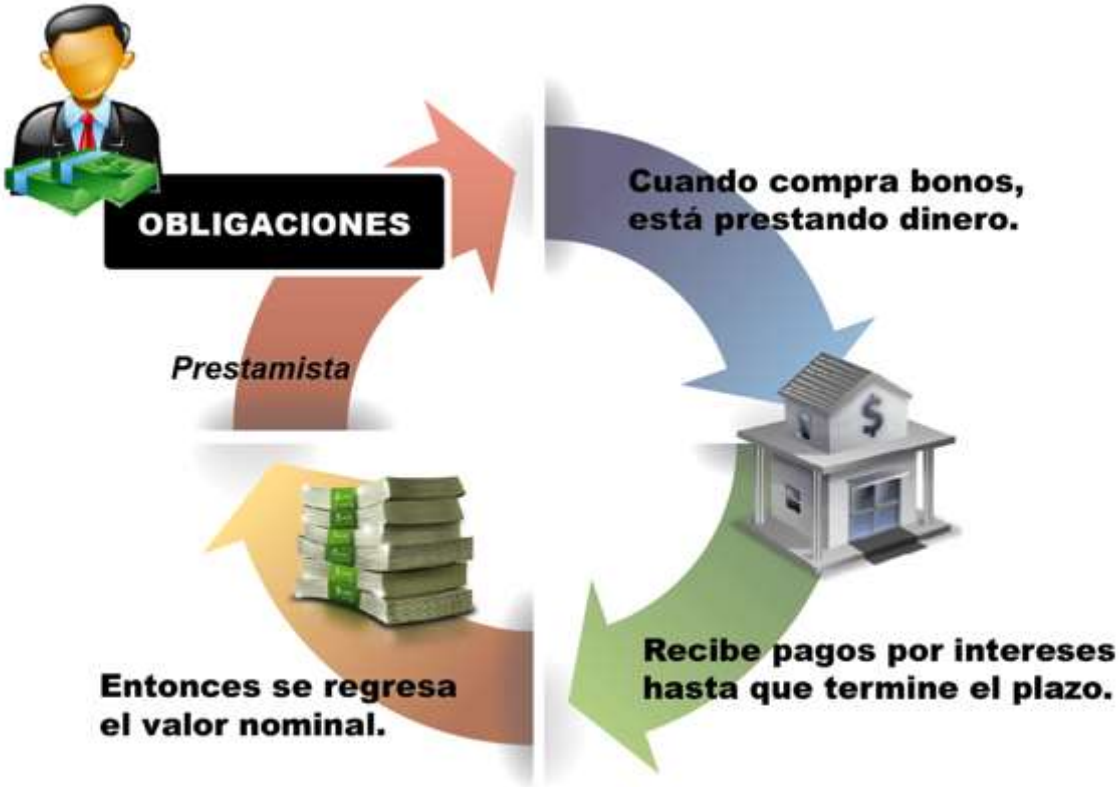 OBLIGACIONES
Prestamista
Cuando compra bonos,
está prestando dinero.
$
Recibe pagos por intereses
hasta que termine el plazo.
Entonces se regresa
el valor nominal.